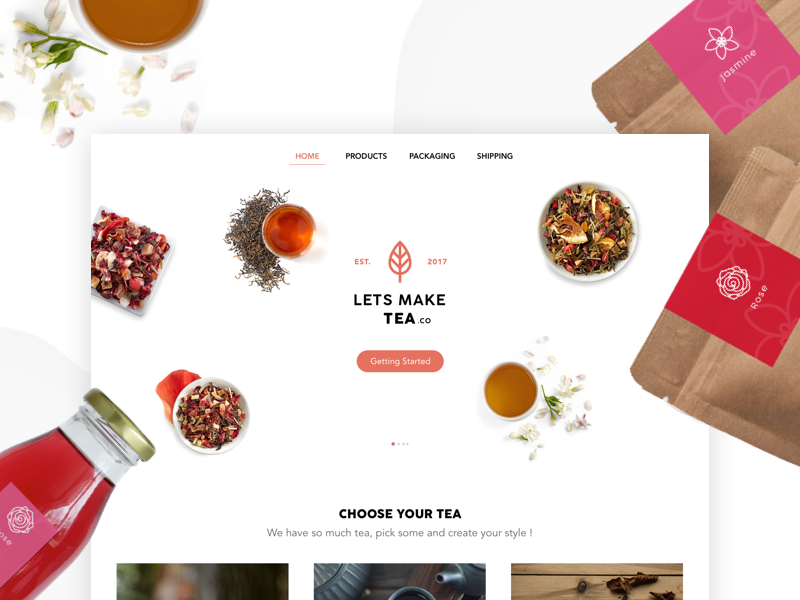 Jasmine
HOME PRODUCTS PACKAGING SHIPPING
EST. 2017
LETS MAKE
TEA.co
Rose
Getting Started
CHOOSE YOUR TEA
We have so much tea, pick some and create your style !